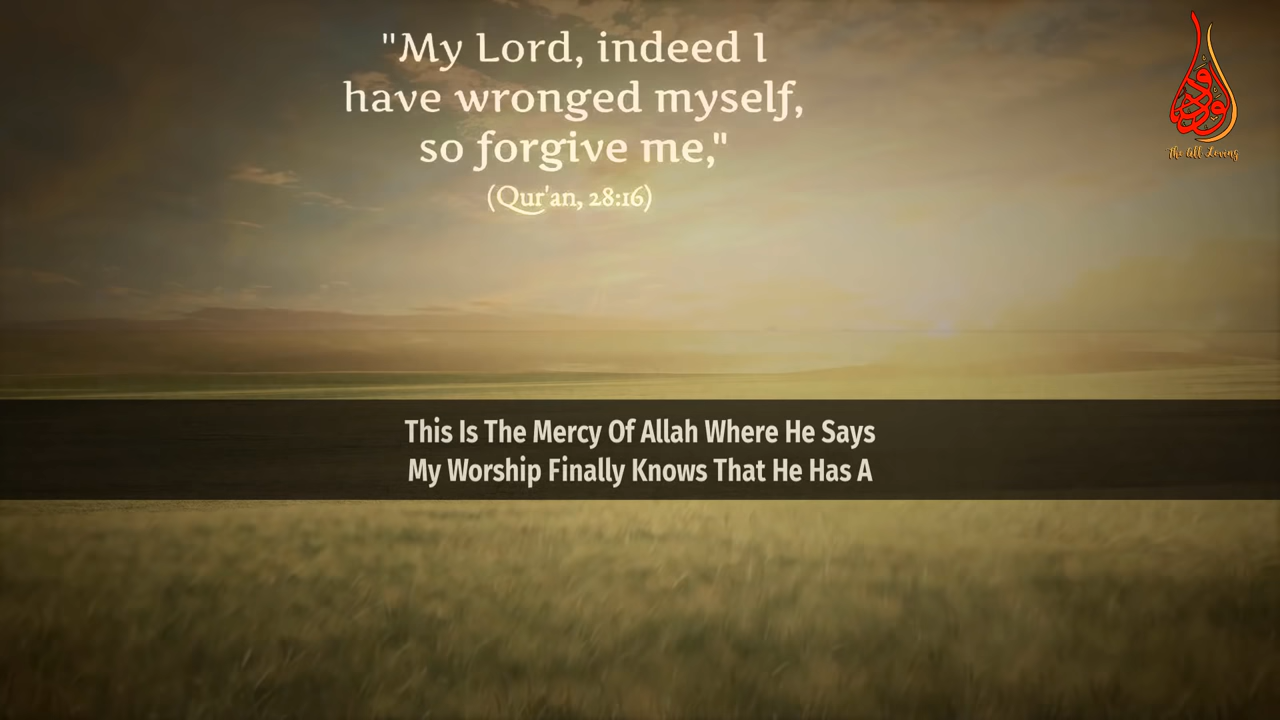 "My Lord, indeed I
have wronged myself,
so forgive me,"
(Qur'an, 28:16)
الودود
The All Loving
This Is The Mercy Of Allah Where He Says
My Worship Finally Knows That He Has A